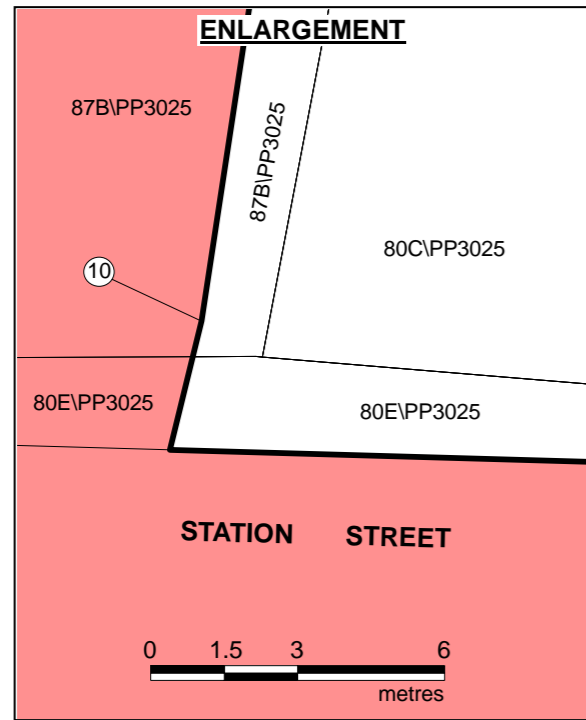 ENLARGEMENT
87B\PP3025
87B\PP3025
80C\PP3025
10
80E\PP3025
80E\PP3025
STATION STREET
0 1.5 3 6
metres